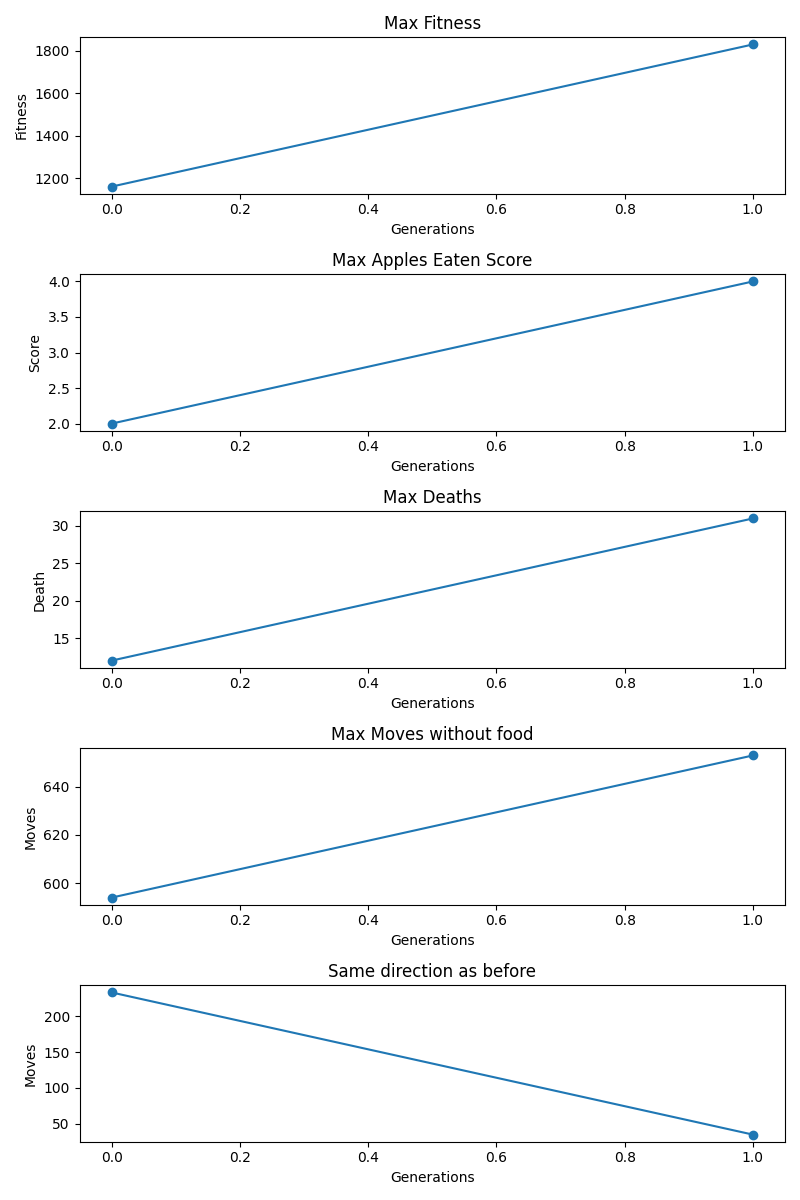 Max Fitness
Fitness
1800
1600
1400
1200
0.0 0.2 0.4 0.6 0.8 1.0
Generations
Max Apples Eaten Score
Score
4.0
3.5
3.0
2.5
2.0
0.0 0.2 0.4 0.6 0.8 1.0
Generations
Max Deaths
Death
30
25
20
15
0.0 0.2 0.4 0.6 0.8 1.0
Generations
Max Moves without food
Moves
640
620
600
0.0 0.2 0.4 0.6 0.8 1.0
Generations
Same direction as before
Moves
200
150
100
50
0.0 0.2 0.4 0.6 0.8 1.0
Generations